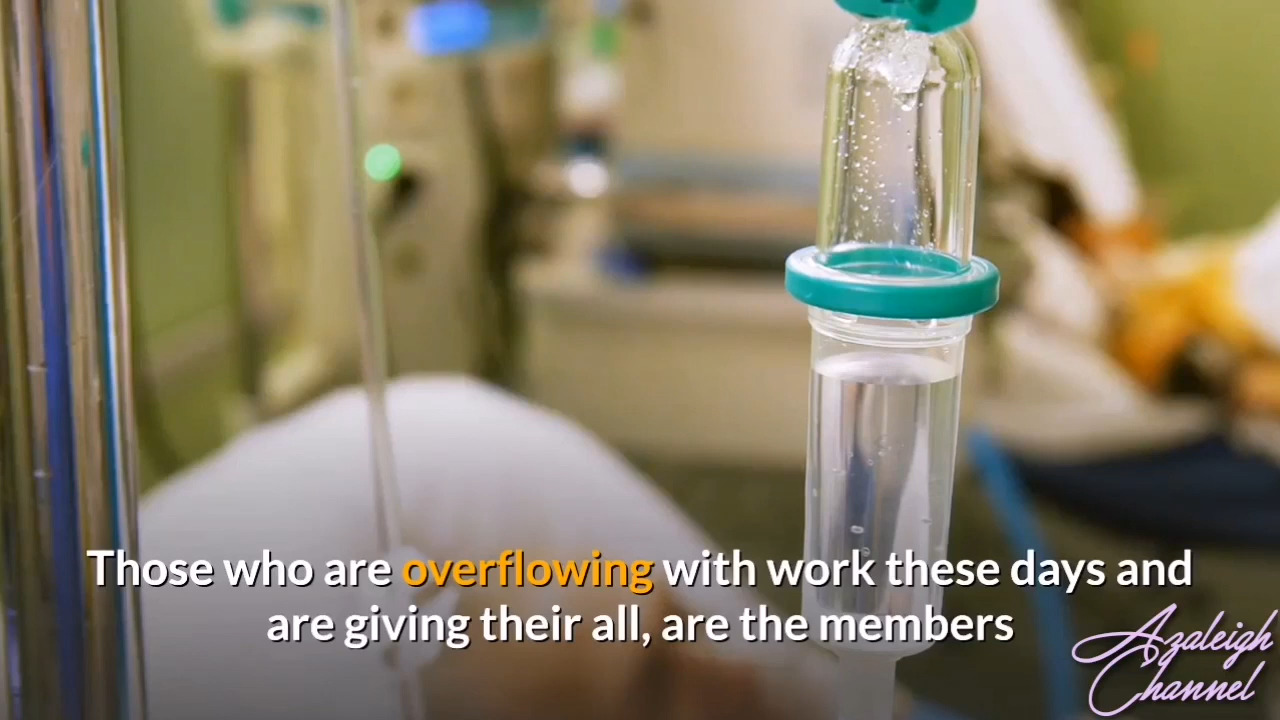 Those who are overflowing with work these days and
are giving their all, are the members
Azaleigh
Channel